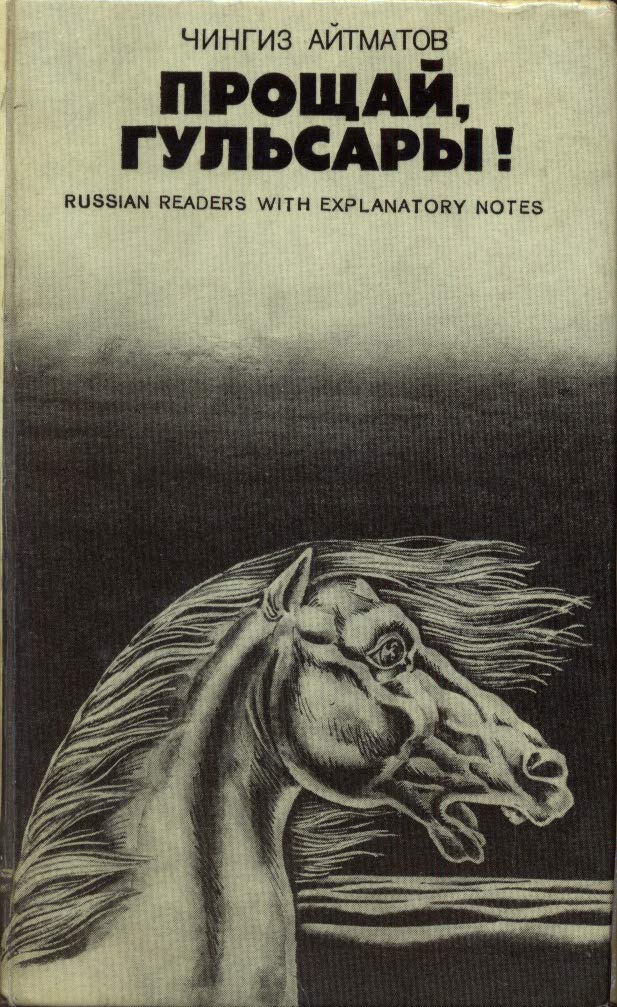 ЧИНГИЗ АЙТМАТОВ
ПРОЩАЙ,
ГУЛЬСАРЫ!
RUSSIAN READERS WITH EXPLANATORY NOTES